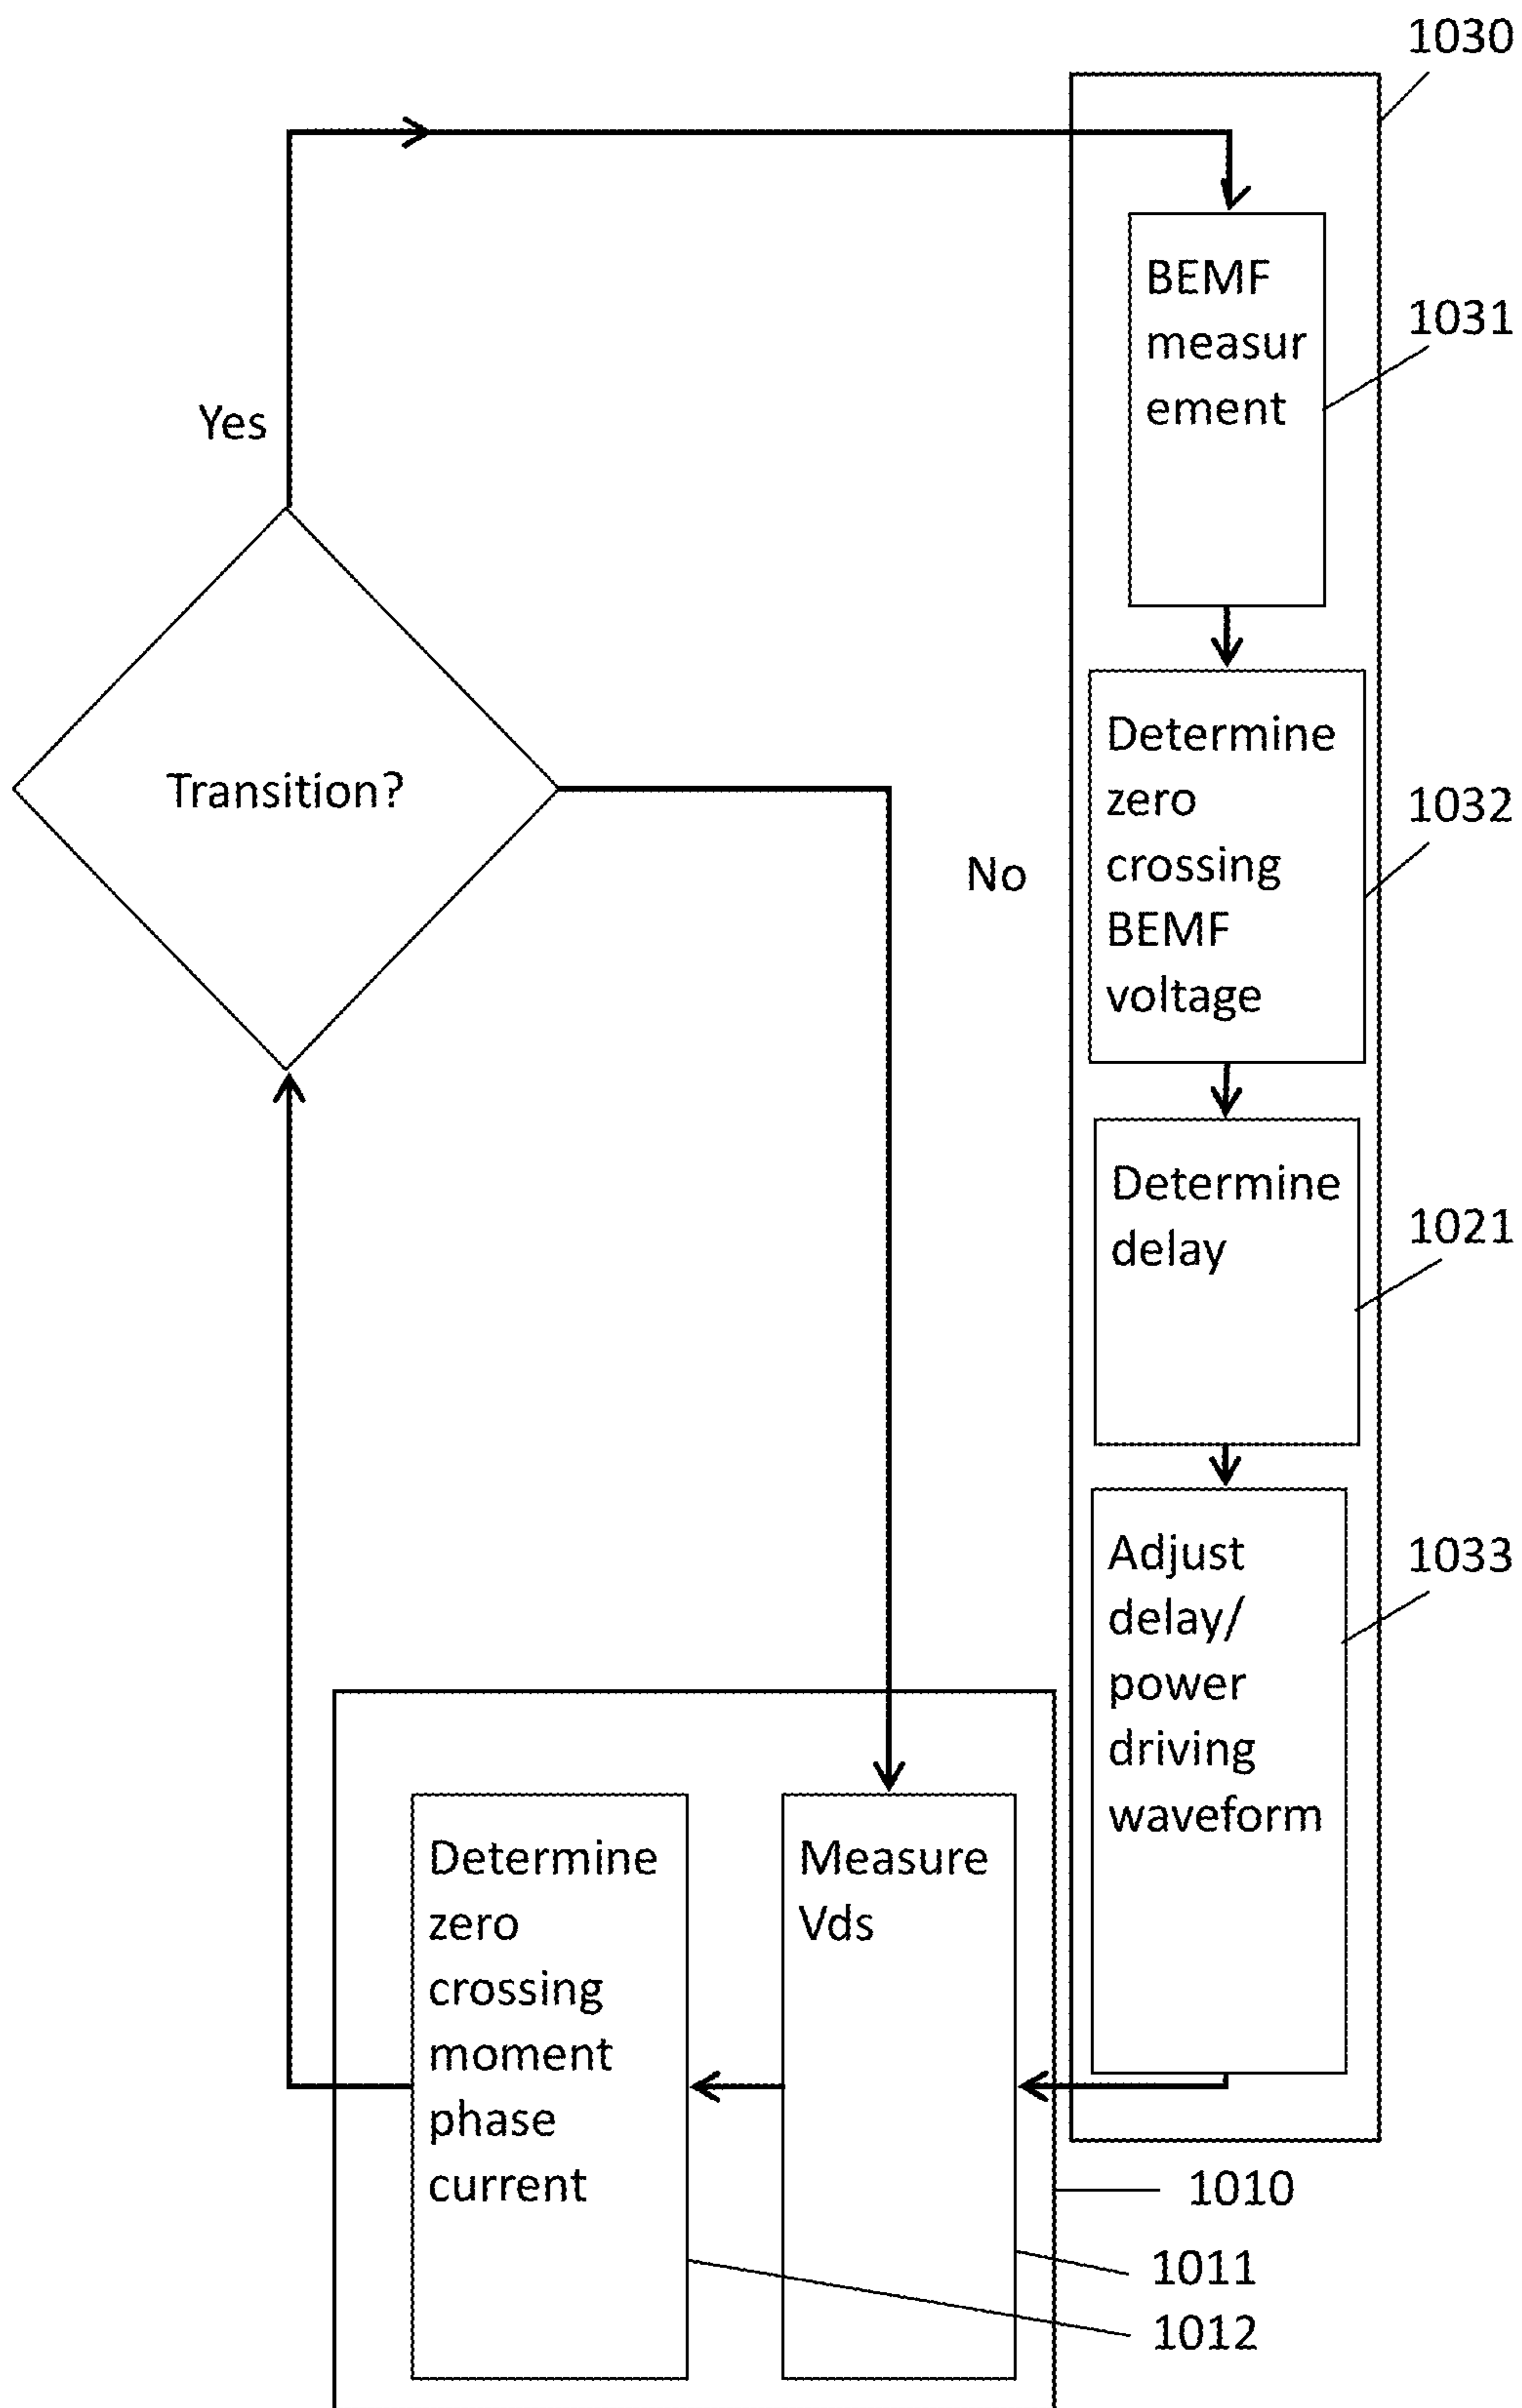 1030
BEMF
measur
ement
1031
Yes
Transition?
No
Determine
zero
crossing
BEMF
voltage
1032
Determine
delay
1021
Adjust
delay/
power
driving
waveform
1033
Determine
zero
crossing
moment
phase
current
Measure
Vds
1010
1011
1012